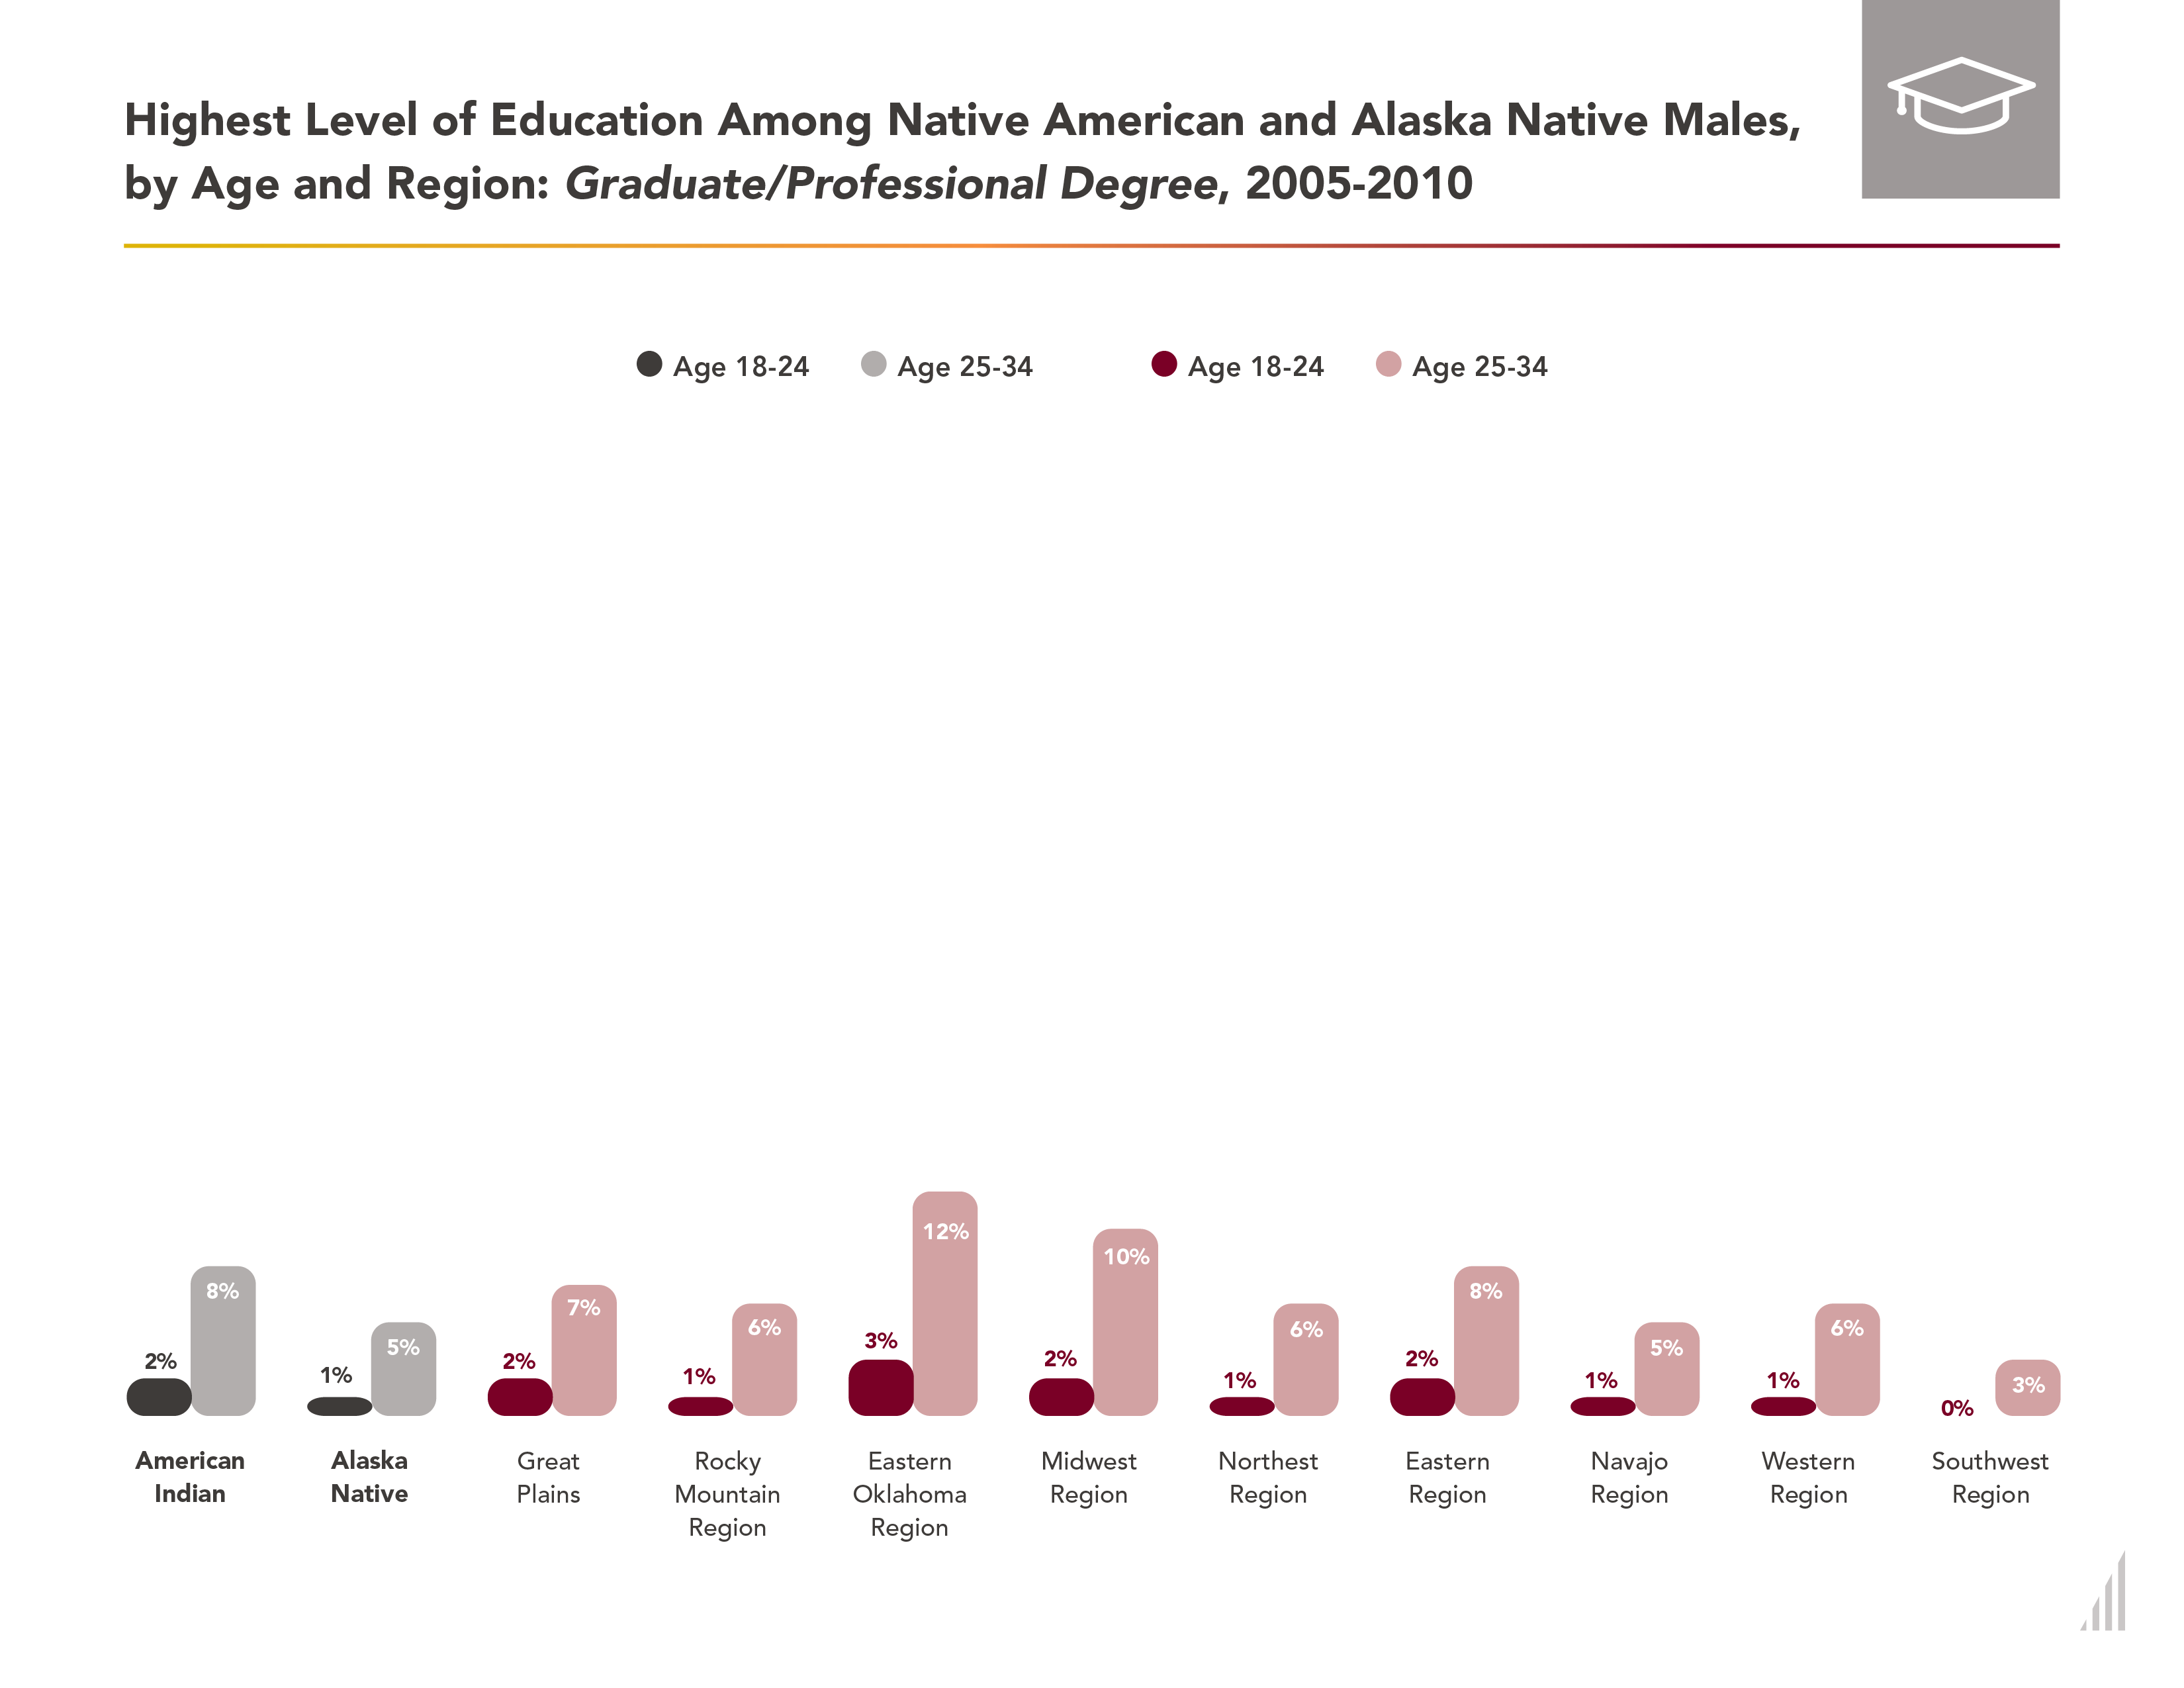 Highest Level of Education Among Native American and Alaska Native Males,
by Age and Region: Graduate/Professional Degree, 2005-2010
Age 18-24
Age 25-34
Age 18-24
Age 25-34
2%
8%
1%
5%
2%
7%
1%
6%
3%
12%
2%
10%
1%
6%
2%
8%
1%
5%
1%
6%
0%
3%
American
Indian
Alaska
Native
Great
Plains
Rocky
Mountain
Region
Eastern
Oklahoma
Region
Midwest
Region
Northest
Region
Eastern
Region
Navajo
Region
Western
Region
Southwest
Region